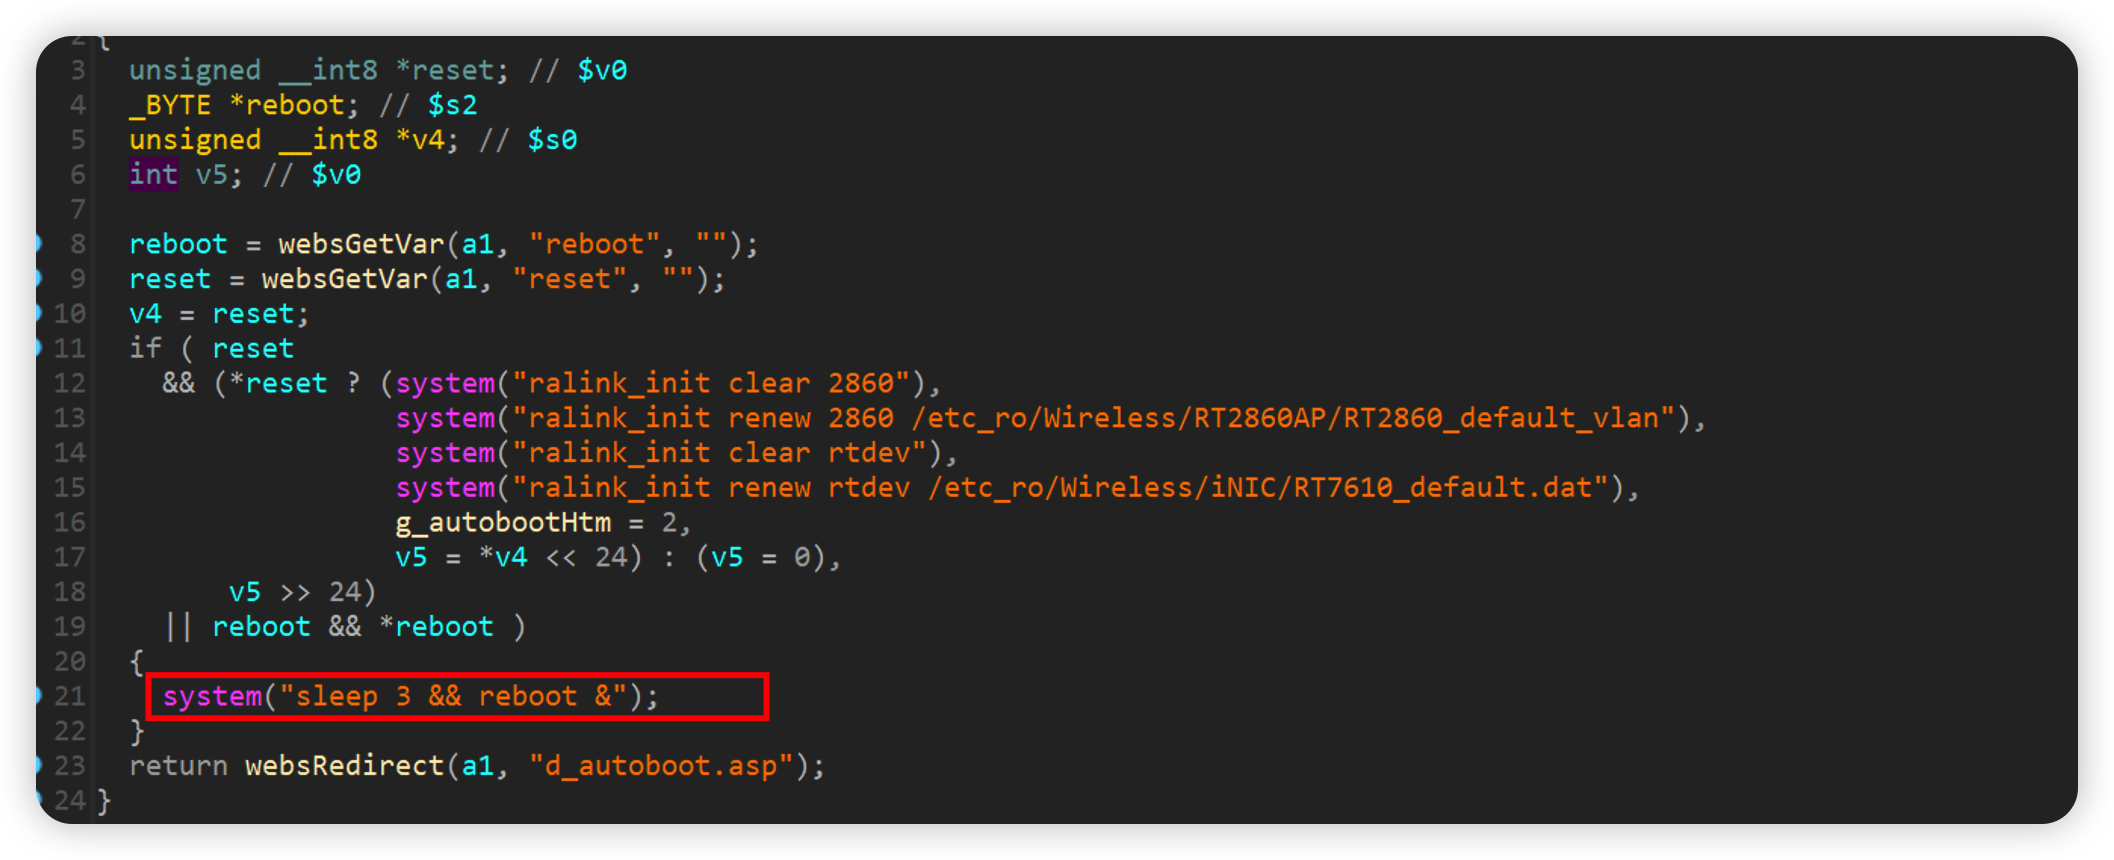 2 {
3 unsigned __int8 *reset; // $v0
4 _BYTE *reboot; // $s2
5 unsigned __int8 *v4; // $s0
6 int v5; // $v0
7
8 reboot = websGetVar(a1, "reboot", "");
9 reset = websGetVar(a1, "reset", "");
10 v4 = reset;
11 if ( reset
12 && (*reset ? (system("ralink_init clear 2860"),
13 system("ralink_init renew 2860 /etc_ro/Wireless/RT2860AP/RT2860_default_vlan"),
14 system("ralink_init clear rtdev"),
15 system("ralink_init renew rtdev /etc_ro/Wireless/iNIC/RT7610_default.dat"),
16 g_autobootHtm = 2,
17 v5 = *v4 << 24) : (v5 = 0),
18 v5 >> 24)
19 || reboot && *reboot )
20 {
21 system("sleep 3 && reboot &");
22 }
23 return websRedirect(a1, "d_autoboot.asp");
24 }